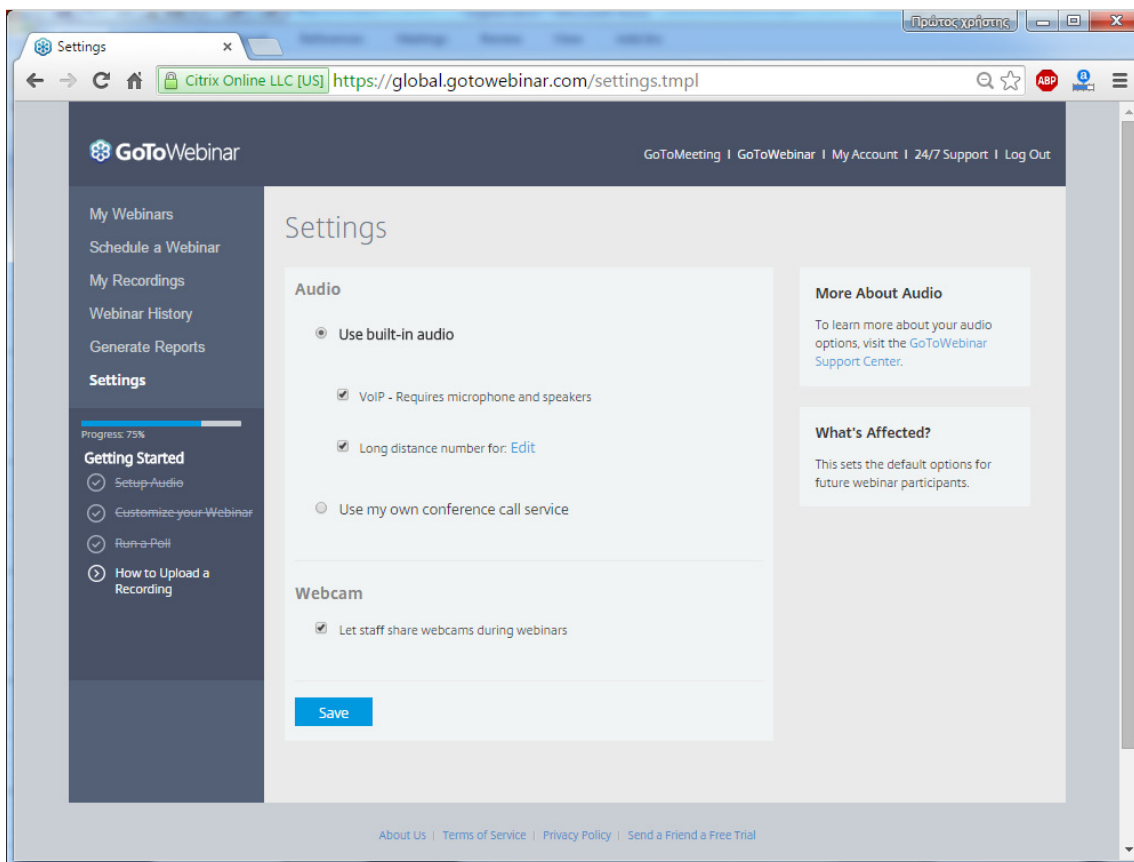 Πρώτος χρήστης
Settings
Citrix Online LLC [US] https://global.gotowebinar.com/settings.tmpl
ABP
a
GoToWebinar
GoToMeeting | GoToWebinar | My Account | 24/7 Support | Log Out
My Webinars
Schedule a Webinar
My Recordings
Webinar History
Generate Reports
Settings
Progress: 75%
Getting Started
Setup Audio
Customize your Webinar
Run a Poll
How to Upload a
Recording
Settings
Audio
Use built-in audio
VoIP - Requires microphone and speakers
Long distance number for: Edit
Use my own conference call service
Webcam
Let staff share webcams during webinars
Save
More About Audio
To learn more about your audio
options, visit the GoToWebinar
Support Center.
What's Affected?
This sets the default options for
future webinar participants.
About Us | Terms of Service | Privacy Policy | Send a Friend a Free Trial